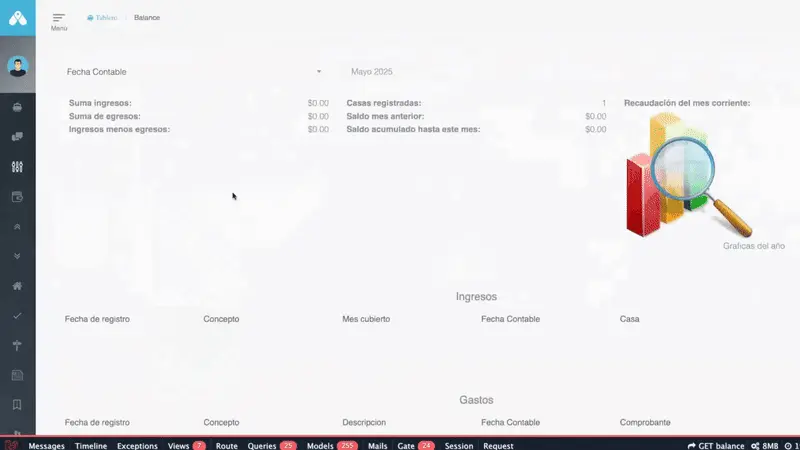 Menú
Tablero / Balance
Fecha Contable
Mayo 2025
Suma ingresos: $0.00
Suma de egresos: $0.00
Ingresos menos egresos: $0.00
Casas registradas: 1
Saldo mes anterior: $0.00
Saldo acumulado hasta este mes: $0.00
Recaudación del mes corriente:
Graficas del año
Ingresos
Fecha de registro Concepto Mes cubierto Fecha Contable Casa
Gastos
Fecha de registro Concepto Descripcion Fecha Contable Comprobante
Messages Timeline Exceptions Views 7 Route Queries 25 Models 255 Mails Gate 24 Session Request GET balance 8MB